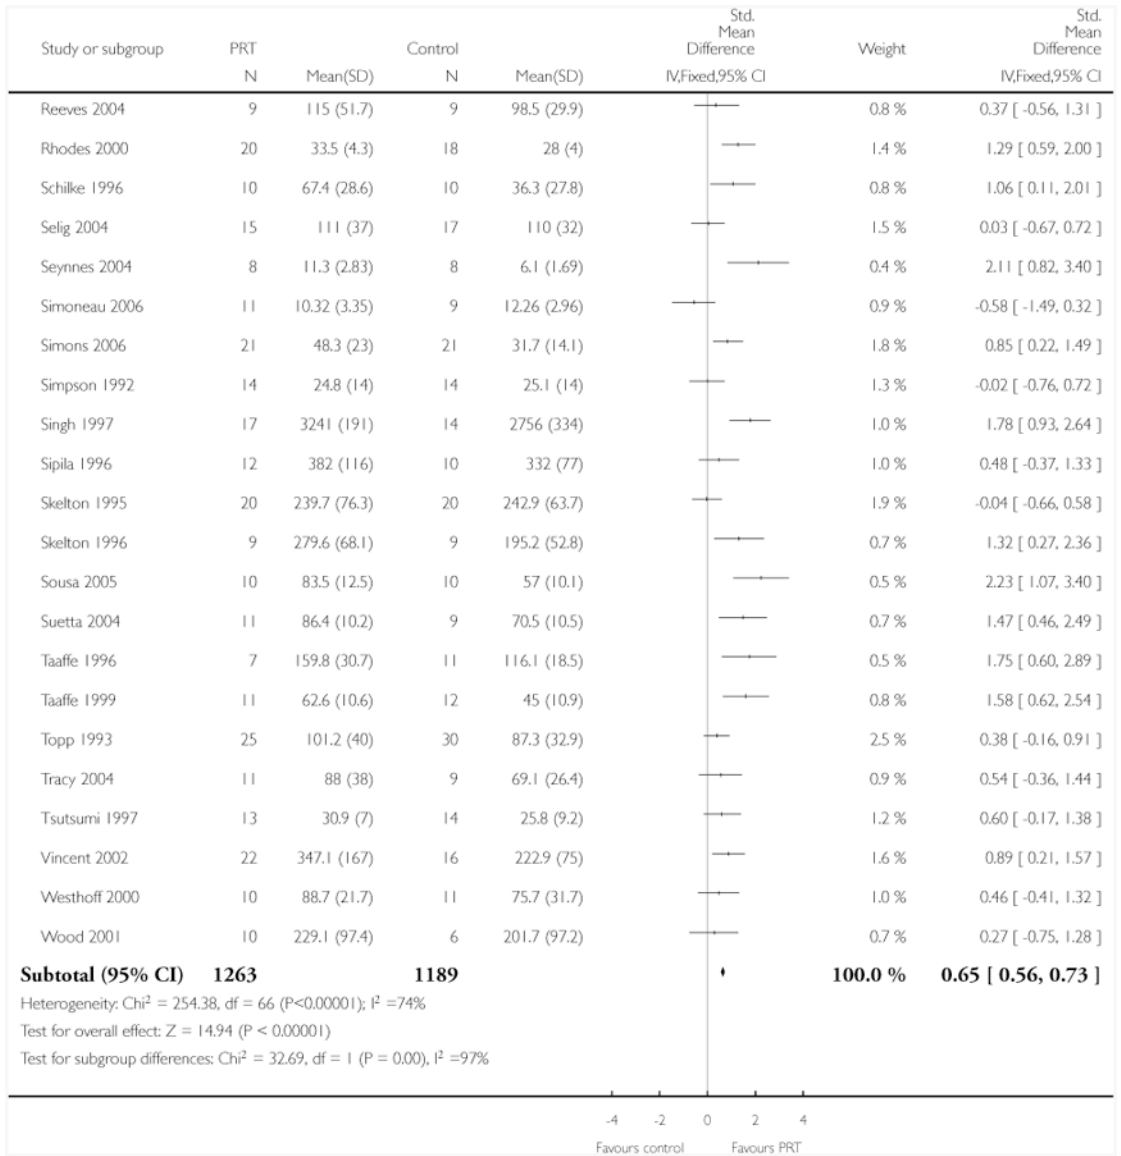 Std. Mean Difference Std. Mean Difference
Study or subgroup PRT Control Weight
N Mean(SD) N Mean(SD) IV,Fixed,95% CI IV,Fixed,95% CI
Reeves 2004 9 115 (51.7) 9 98.5 (29.9) 0.8 % 0.37 [ -0.56, 1.31 ]
Rhodes 2000 20 33.5 (4.3) 18 28 (4) 1.4 % 1.29 [ 0.59, 2.00 ]
Schilke 1996 10 67.4 (28.6) 10 36.3 (27.8) 0.8 % 1.06 [ 0.11, 2.01 ]
Selig 2004 15 111 (37) 17 110 (32) 1.5 % 0.03 [ -0.67, 0.72 ]
Seynnes 2004 8 11.3 (2.83) 8 6.1 (1.69) 0.4 % 2.11 [ 0.82, 3.40 ]
Simoneau 2006 11 10.32 (3.35) 9 12.26 (2.96) 0.9 % -0.58 [ -1.49, 0.32 ]
Simons 2006 21 48.3 (23) 21 31.7 (14.1) 1.8 % 0.85 [ 0.22, 1.49 ]
Simpson 1992 14 24.8 (14) 14 25.1 (14) 1.3 % -0.02 [ -0.76, 0.72 ]
Singh 1997 17 3241 (191) 14 2756 (334) 1.0 % 1.78 [ 0.93, 2.64 ]
Sipila 1996 12 382 (116) 10 332 (77) 1.0 % 0.48 [ -0.37, 1.33 ]
Skelton 1995 20 239.7 (76.3) 20 242.9 (63.7) 1.9 % -0.04 [ -0.66, 0.58 ]
Skelton 1996 9 279.6 (68.1) 9 195.2 (52.8) 0.7 % 1.32 [ 0.27, 2.36 ]
Sousa 2005 10 83.5 (12.5) 10 57 (10.1) 0.5 % 2.23 [ 1.07, 3.40 ]
Suetta 2004 11 86.4 (10.2) 9 70.5 (10.5) 0.7 % 1.47 [ 0.46, 2.49 ]
Taaffe 1996 7 159.8 (30.7) 11 116.1 (18.5) 0.5 % 1.75 [ 0.60, 2.89 ]
Taaffe 1999 11 62.6 (10.6) 12 45 (10.9) 0.8 % 1.58 [ 0.62, 2.54 ]
Topp 1993 25 101.2 (40) 30 87.3 (32.9) 2.5 % 0.38 [ -0.16, 0.91 ]
Tracy 2004 11 88 (38) 9 69.1 (26.4) 0.9 % 0.54 [ -0.36, 1.44 ]
Tsutsumi 1997 13 30.9 (7) 14 25.8 (9.2) 1.2 % 0.60 [ -0.17, 1.38 ]
Vincent 2002 22 347.1 (167) 16 222.9 (75) 1.6 % 0.89 [ 0.21, 1.57 ]
Westhoff 2000 10 88.7 (21.7) 11 75.7 (31.7) 1.0 % 0.46 [ -0.41, 1.32 ]
Wood 2001 10 229.1 (97.4) 6 201.7 (97.2) 0.7 % 0.27 [ -0.75, 1.28 ]
Subtotal (95% CI) 1263 1189 100.0 % 0.65 [ 0.56, 0.73 ]
Heterogeneity: Chi² = 254.38, df = 66 (P<0.00001); I² =74%
Test for overall effect: Z = 14.94 (P < 0.00001)
Test for subgroup differences: Chi² = 32.69, df = 1 (P = 0.00), I² =97%
-4 -2 0 2 4
Favours control Favours PRT